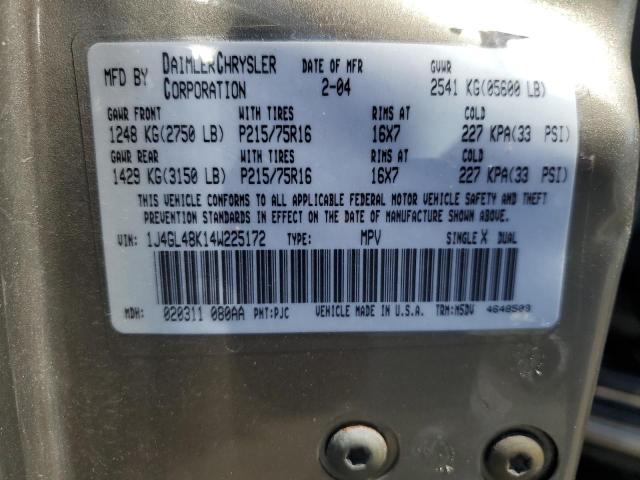 MFD BY DAIMLERCHRYSLER CORPORATION DATE OF MFR 2-04 GVWR 2541 KG(05600 LB)
GAWR FRONT WITH TIRES RIMS AT COLD
1248 KG(2750 LB) P215/75R16 16X7 227 KPA(33 PSI)
GAWR REAR WITH TIRES RIMS AT COLD
1429 KG(3150 LB) P215/75R16 16X7 227 KPA(33 PSI)
THIS VEHICLE CONFORMS TO ALL APPLICABLE FEDERAL MOTOR VEHICLE SAFETY AND THEFT
PREVENTION STANDARDS IN EFFECT ON THE DATE OF MANUFACTURE SHOWN ABOVE.
VIN: 1J4GL48K14W225172 TYPE: MPV SINGLE X DUAL
MDH: 020311 080AA PNT:PJC VEHICLE MADE IN U.S.A. TRM:N5DV 4648503